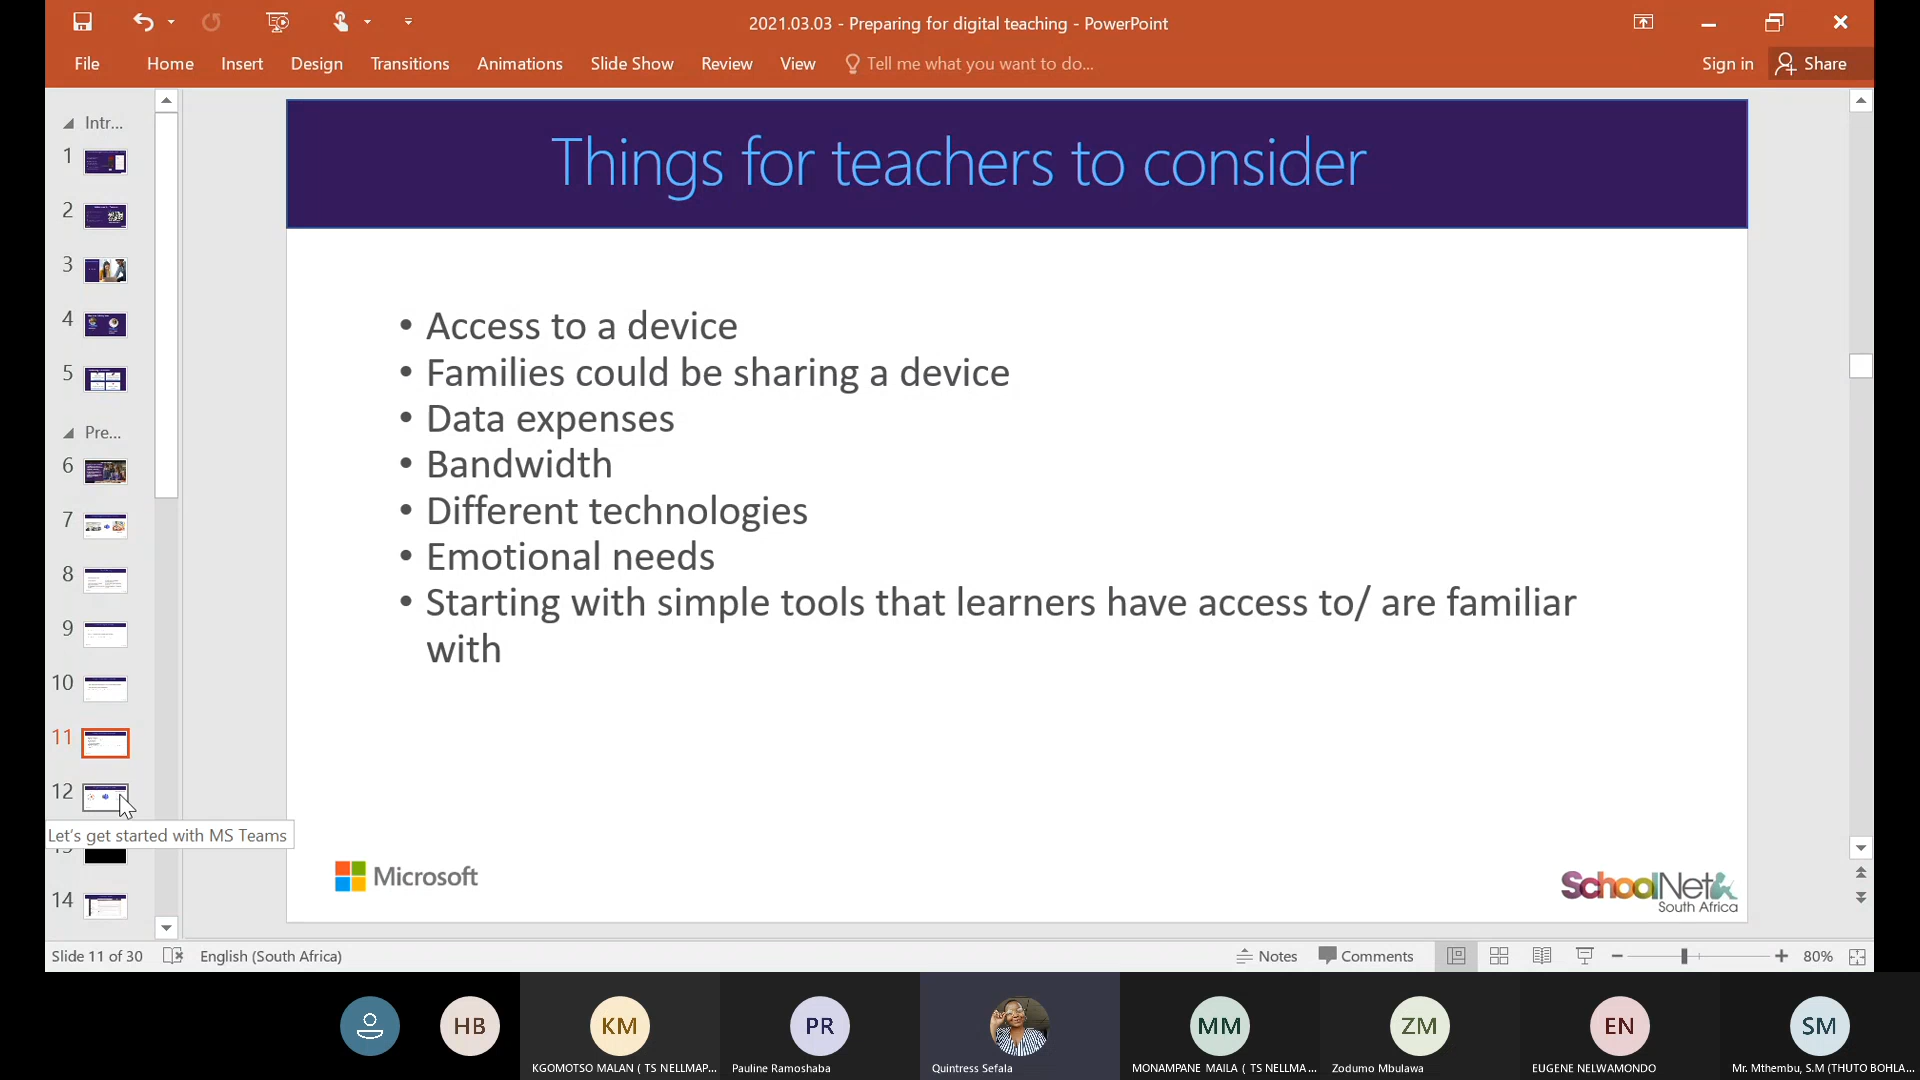 2021.03.03 - Preparing for digital teaching - PowerPoint
File Home Insert Design Transitions Animations Slide Show Review View Tell me what you want to do... Sign in Share
Intr...
1
2
3
4
5
Pre...
6
7
8
9
10
11
12
Let's get started with MS Teams
14
Things for teachers to consider
• Access to a device
• Families could be sharing a device
• Data expenses
• Bandwidth
• Different technologies
• Emotional needs
• Starting with simple tools that learners have access to/ are familiar
with
Microsoft
SchoolNet
South Africa
Slide 11 of 30 English (South Africa) Notes Comments 80%
HB KM PR MM ZM EN SM
KGOMOTSO MALAN ( TS NELLMAP... Pauline Ramoshaba Quintress Sefala MONAMPANE MAILA ( TS NELLMA... Zodumo Mbulawa EUGENE NELWAMONDO Mr. Mthembu, S.M (THUTO BOHLA...